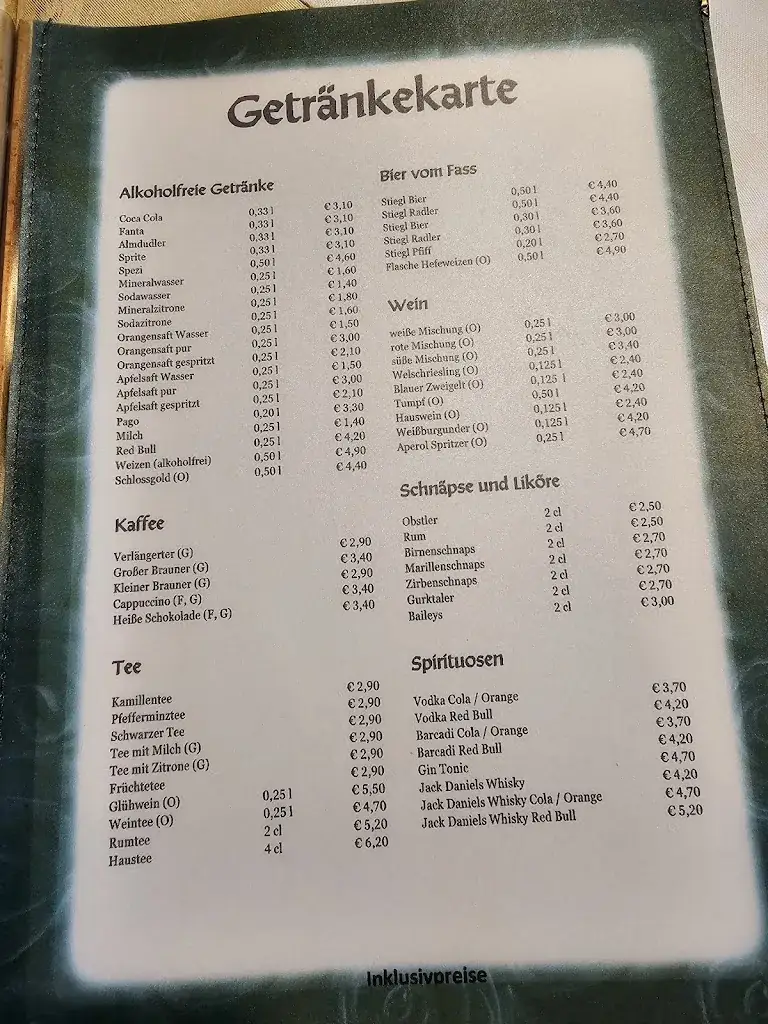 Getränkekarte
Alkoholfreie Getränke
Coca Cola 0,33 l € 3,10
Fanta 0,33 l € 3,10
Almdudler 0,33 l € 3,10
Sprite 0,33 l € 3,10
Spezi 0,50 l € 4,60
Mineralwasser 0,25 l € 1,60
Sodawasser 0,25 l € 1,40
Mineralzitrone 0,25 l € 1,80
Sodazitrone 0,25 l € 1,60
Orangensaft Wasser 0,25 l € 1,50
Orangensaft pur 0,25 l € 3,00
Orangensaft gespritzt 0,25 l € 2,10
Apfelsaft Wasser 0,25 l € 1,50
Apfelsaft pur 0,25 l € 3,00
Apfelsaft gespritzt 0,25 l € 2,10
Pago 0,20 l € 3,30
Milch 0,25 l € 1,40
Red Bull 0,25 l € 4,20
Weizen (alkoholfrei) 0,50 l € 4,90
Schlossgold (O) 0,50 l € 4,40
Kaffee
Verlängerter (G) € 2,90
Großer Brauner (G) € 3,40
Kleiner Brauner (G) € 2,90
Cappuccino (F, G) € 3,40
Heiße Schokolade (F, G) € 3,40
Tee
Kamillentee € 2,90
Pfefferminztee € 2,90
Schwarzer Tee € 2,90
Tee mit Milch (G) € 2,90
Tee mit Zitrone (G) € 2,90
Früchtetee € 2,90
Glühwein (O) 0,25 l € 5,50
Weintee (O) 0,25 l € 4,70
Rumtee 2 cl € 5,20
Haustee 4 cl € 6,20
Bier vom Fass
Stiegl Bier 0,50 l € 4,40
Stiegl Radler 0,50 l € 4,40
Stiegl Bier 0,30 l € 3,60
Stiegl Radler 0,30 l € 3,60
Stiegl Pfiff 0,20 l € 2,70
Flasche Hefeweizen (O) 0,50 l € 4,90
Wein
weiße Mischung (O) 0,25 l € 3,00
rote Mischung (O) 0,25 l € 3,00
süße Mischung (O) 0,25 l € 3,40
Welschriesling (O) 0,125 l € 2,40
Blauer Zweigelt (O) 0,125 l € 2,40
Tumpf (O) 0,50 l € 4,20
Hauswein (O) 0,125 l € 2,40
Weißburgunder (O) 0,125 l € 4,20
Aperol Spritzer (O) 0,25 l € 4,70
Schnäpse und Liköre
Obstler 2 cl € 2,50
Rum 2 cl € 2,50
Birnenschnaps 2 cl € 2,70
Marillenschnaps 2 cl € 2,70
Zirbenschnaps 2 cl € 2,70
Gurktaler 2 cl € 2,70
Baileys 2 cl € 3,00
Spirituosen
Vodka Cola / Orange € 3,70
Vodka Red Bull € 4,20
Barcadi Cola / Orange € 3,70
Barcadi Red Bull € 4,20
Gin Tonic € 4,70
Jack Daniels Whisky € 4,20
Jack Daniels Whisky Cola / Orange € 4,70
Jack Daniels Whisky Red Bull € 5,20
Inklusivpreise